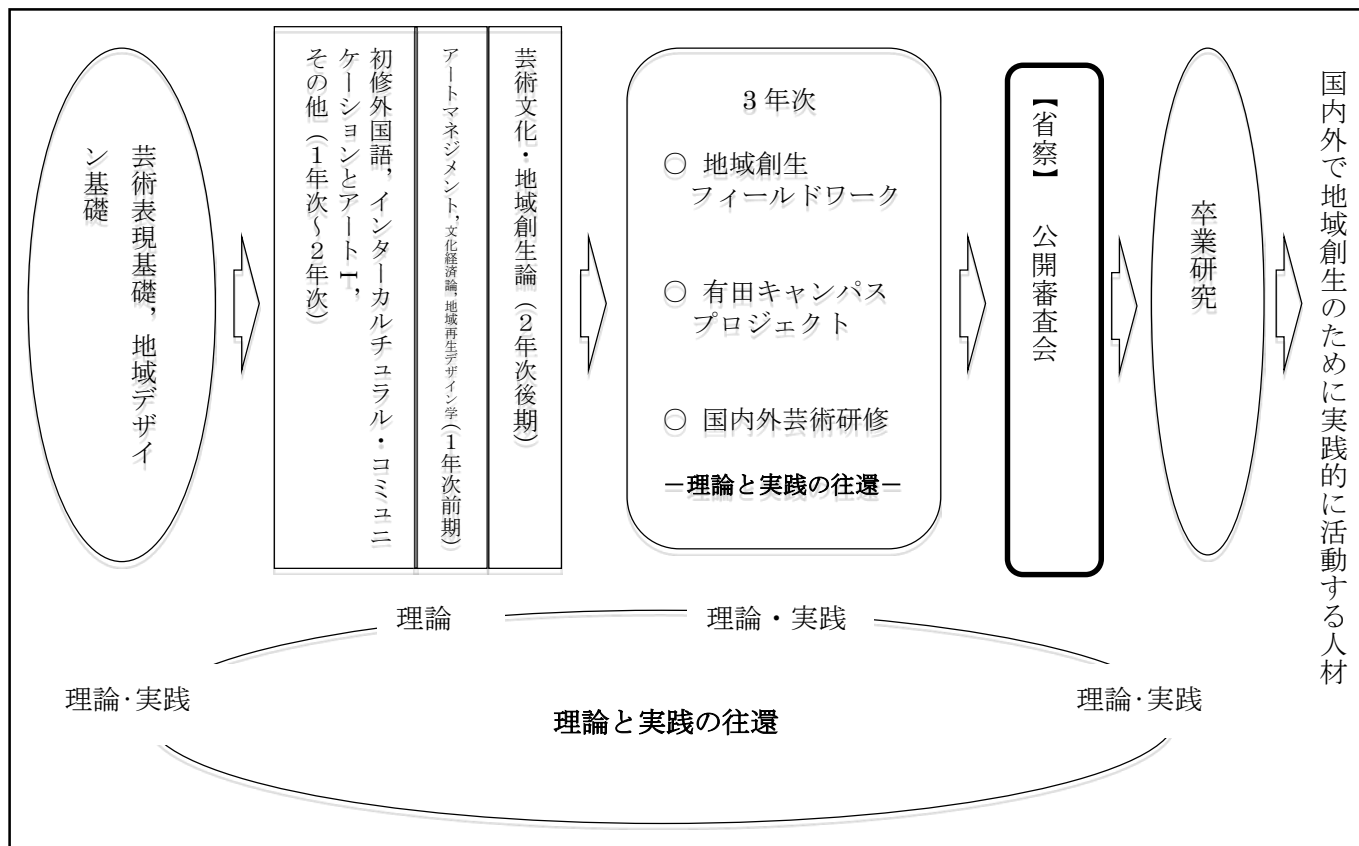 芸術表現基礎，地域デザイ
ン基礎
初修外国語，インターカルチュラル・コミュニ
ケーションとアートⅠ，
その他（１年次～２年次）
アートマネジメント，文化経済論，地域再生デザイン学（１年次前期）
芸術文化・地域創生論（２年次後期）
３年次
○ 地域創生
フィールドワーク
○ 有田キャンパス
プロジェクト
○ 国内外芸術研修
－理論と実践の往還－
【省察】 公開審査会
卒業研究
国内外で地域創生のために実践的に活動する人材
理論
理論・実践
理論･実践
理論と実践の往還
理論･実践